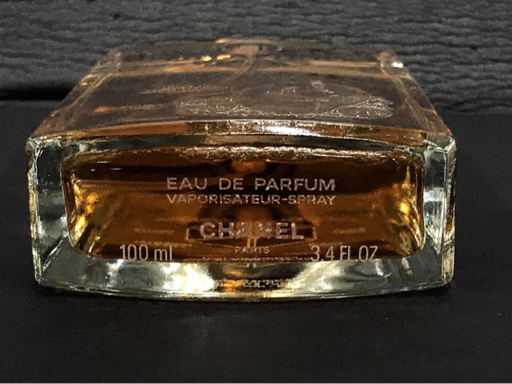 EAU DE PARFUM
VAPORISATEUR-SPRAY
CHANEL
PARIS
100 ml 3.4 FL.OZ